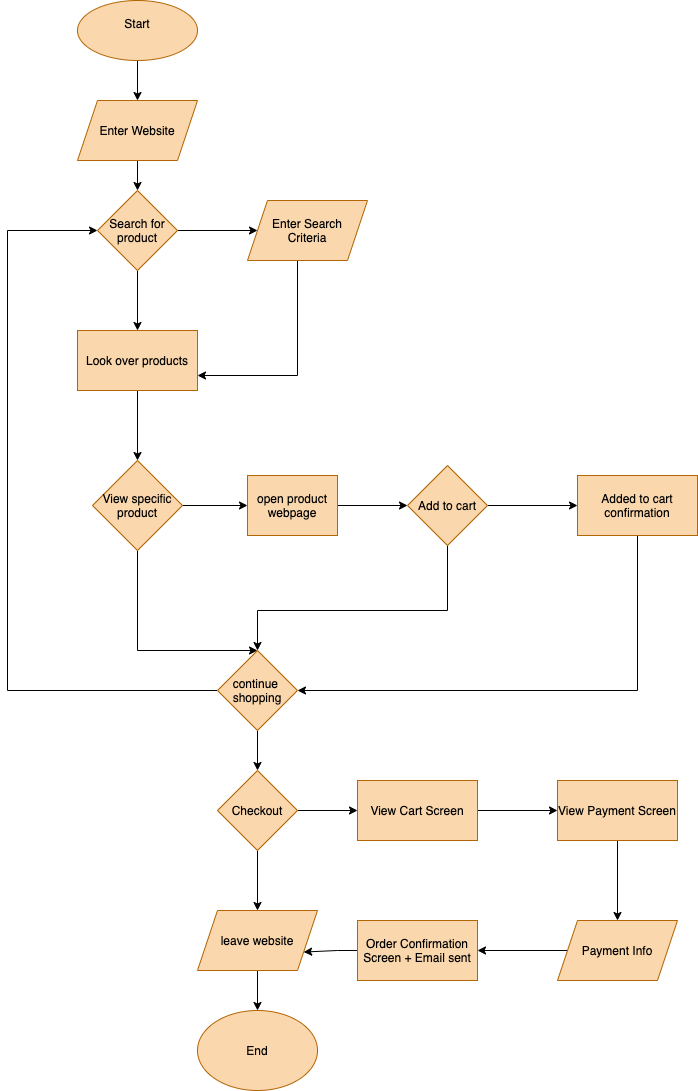 Start
Enter Website
Search for
product
Enter Search
Criteria
Look over products
View specific
product
open product
webpage
Add to cart
Added to cart
confirmation
continue
shopping
Checkout
View Cart Screen
View Payment Screen
leave website
Order Confirmation
Screen + Email sent
Payment Info
End